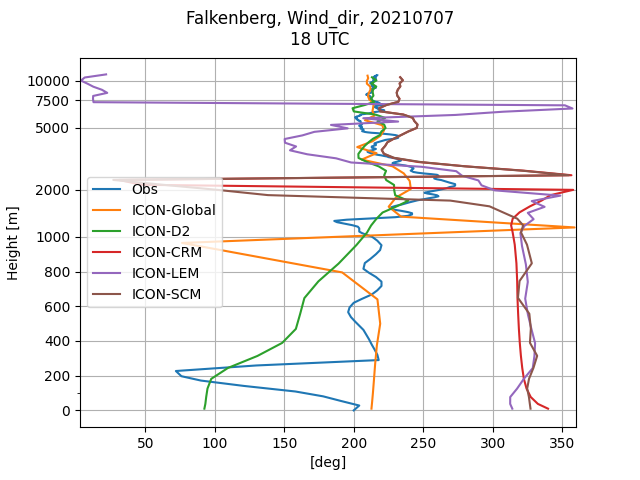 Falkenberg, Wind_dir, 20210707
18 UTC
10000
7500
5000
2000
1000
800
600
400
200
0
Height [m]
Obs
ICON-Global
ICON-D2
ICON-CRM
ICON-LEM
ICON-SCM
50
100
150
200
250
300
350
[deg]